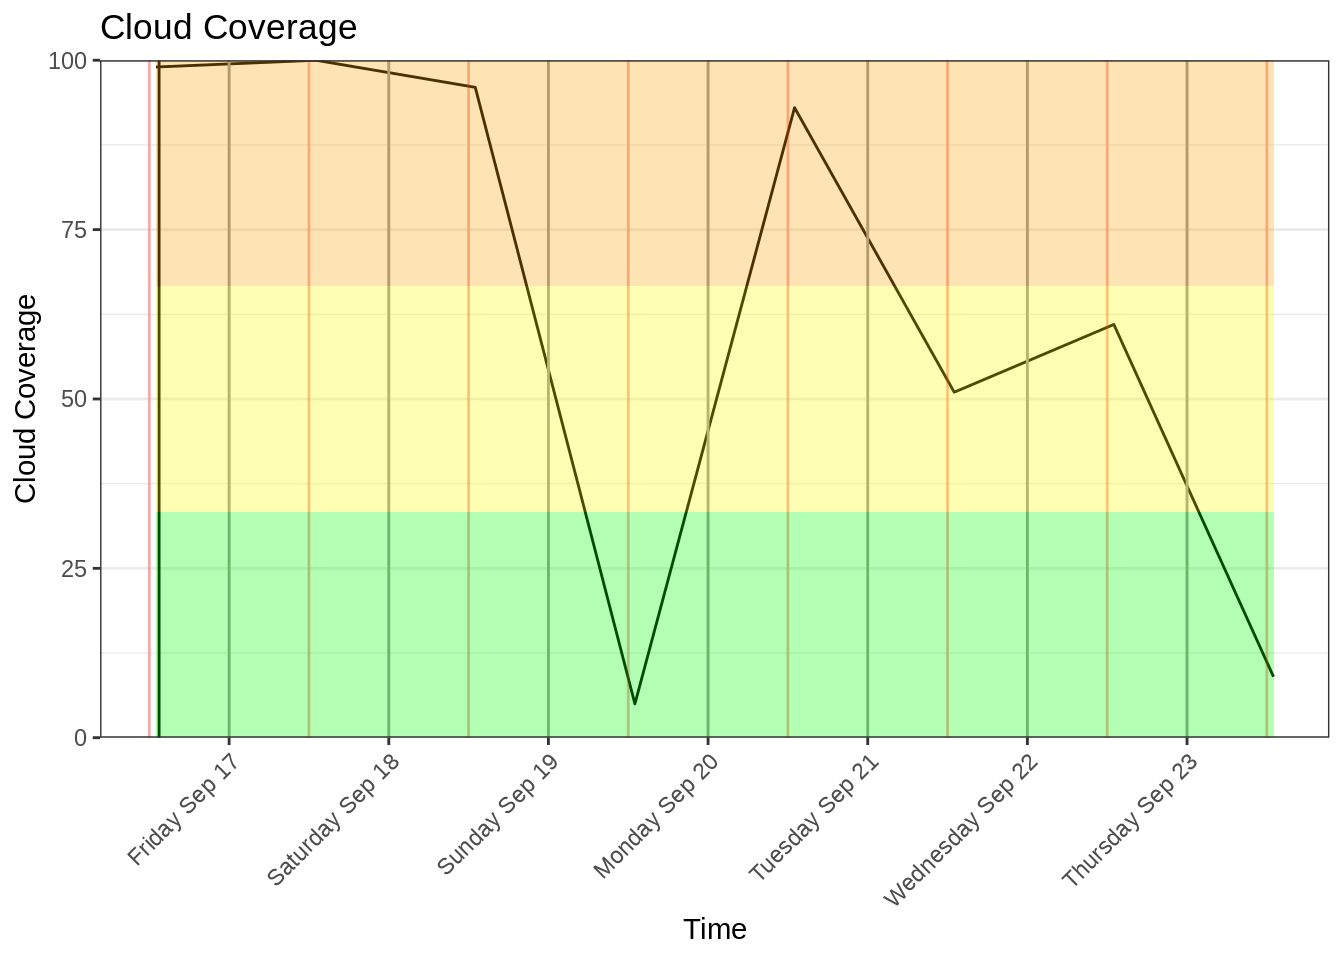 Cloud Coverage
Cloud Coverage
100
75
50
25
0
Friday Sep 17
Saturday Sep 18
Sunday Sep 19
Monday Sep 20
Tuesday Sep 21
Wednesday Sep 22
Thursday Sep 23
Time